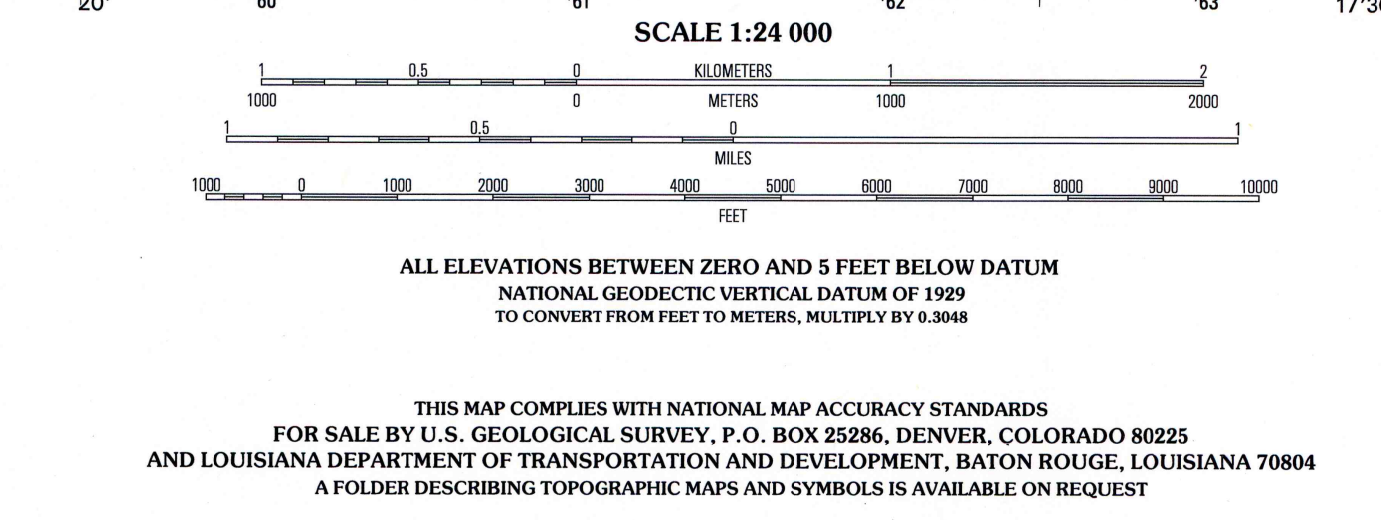 20' '60 '61 '62 '63 17'30
SCALE 1:24 000
1 0.5 0 KILOMETERS 1 2
1000 0 METERS 1000 2000
1 0.5 0 1
MILES
1000 0 1000 2000 3000 4000 5000 6000 7000 8000 9000 10000
FEET
ALL ELEVATIONS BETWEEN ZERO AND 5 FEET BELOW DATUM
NATIONAL GEODECTIC VERTICAL DATUM OF 1929
TO CONVERT FROM FEET TO METERS, MULTIPLY BY 0.3048
THIS MAP COMPLIES WITH NATIONAL MAP ACCURACY STANDARDS
FOR SALE BY U.S. GEOLOGICAL SURVEY, P.O. BOX 25286, DENVER, COLORADO 80225
AND LOUISIANA DEPARTMENT OF TRANSPORTATION AND DEVELOPMENT, BATON ROUGE, LOUISIANA 70804
A FOLDER DESCRIBING TOPOGRAPHIC MAPS AND SYMBOLS IS AVAILABLE ON REQUEST